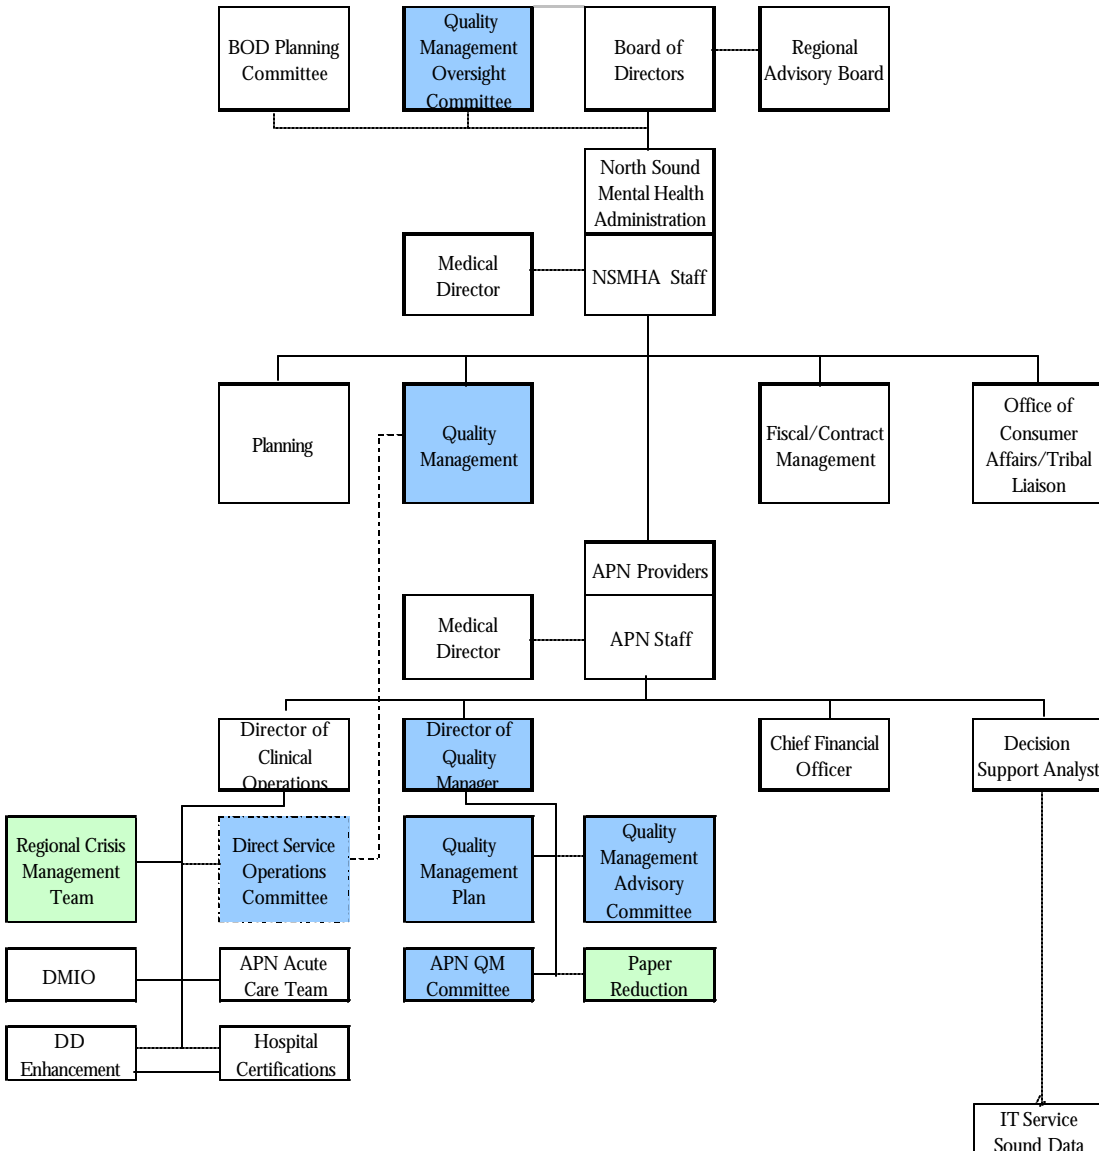 BOD Planning
Committee
Quality
Management
Oversight
Committee
Board of
Directors
Regional
Advisory Board
North Sound
Mental Health
Administration
Medical
Director
NSMHA Staff
Planning
Quality
Management
Fiscal/Contract
Management
Office of
Consumer
Affairs/Tribal
Liaison
APN Providers
Medical
Director
APN Staff
Director of
Clinical
Operations
Director of
Quality
Manager
Chief Financial
Officer
Decision
Support Analyst
Regional Crisis
Management
Team
Direct Service
Operations
Committee
Quality
Management
Plan
Quality
Management
Advisory
Committee
DMIO
APN Acute
Care Team
APN QM
Committee
Paper
Reduction
DD
Enhancement
Hospital
Certifications
IT Service
Sound Data